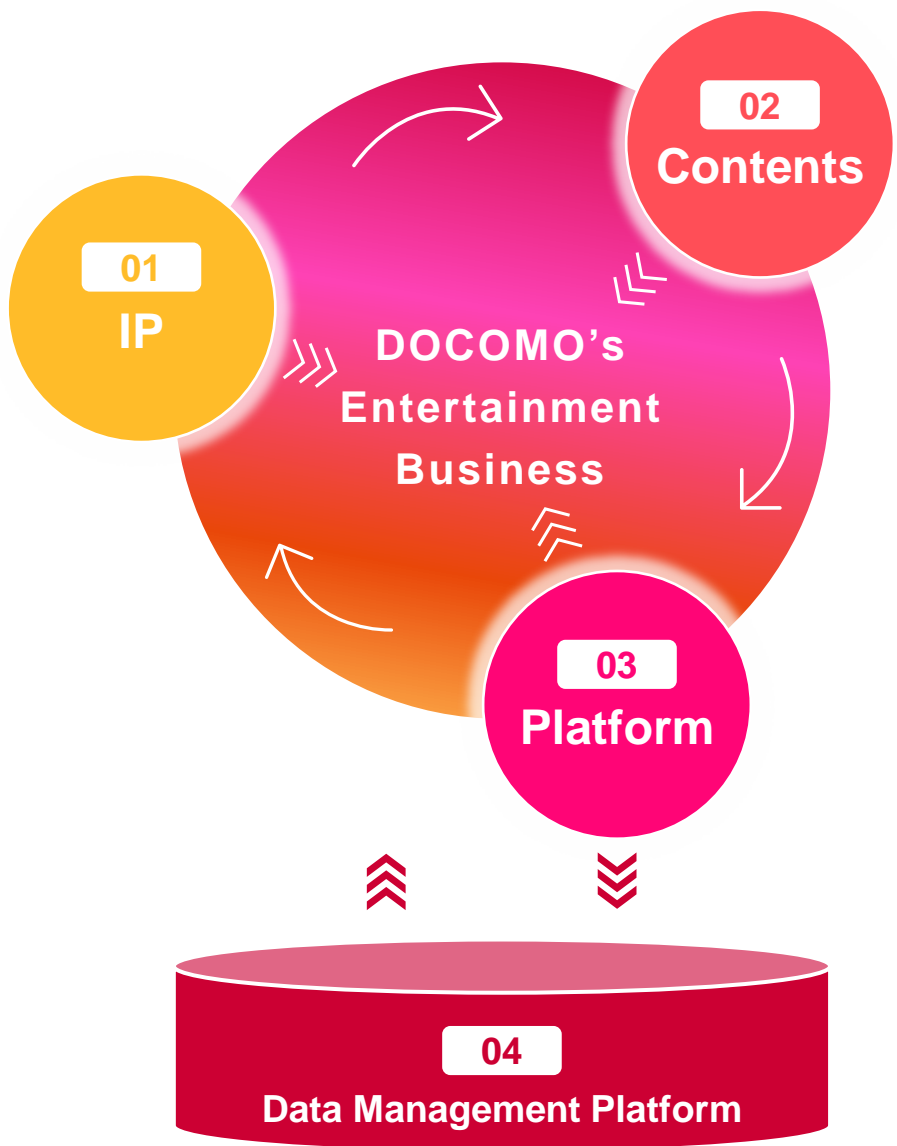 02
Contents
01
IP
DOCOMO’s
Entertainment
Business
03
Platform
04
Data Management Platform